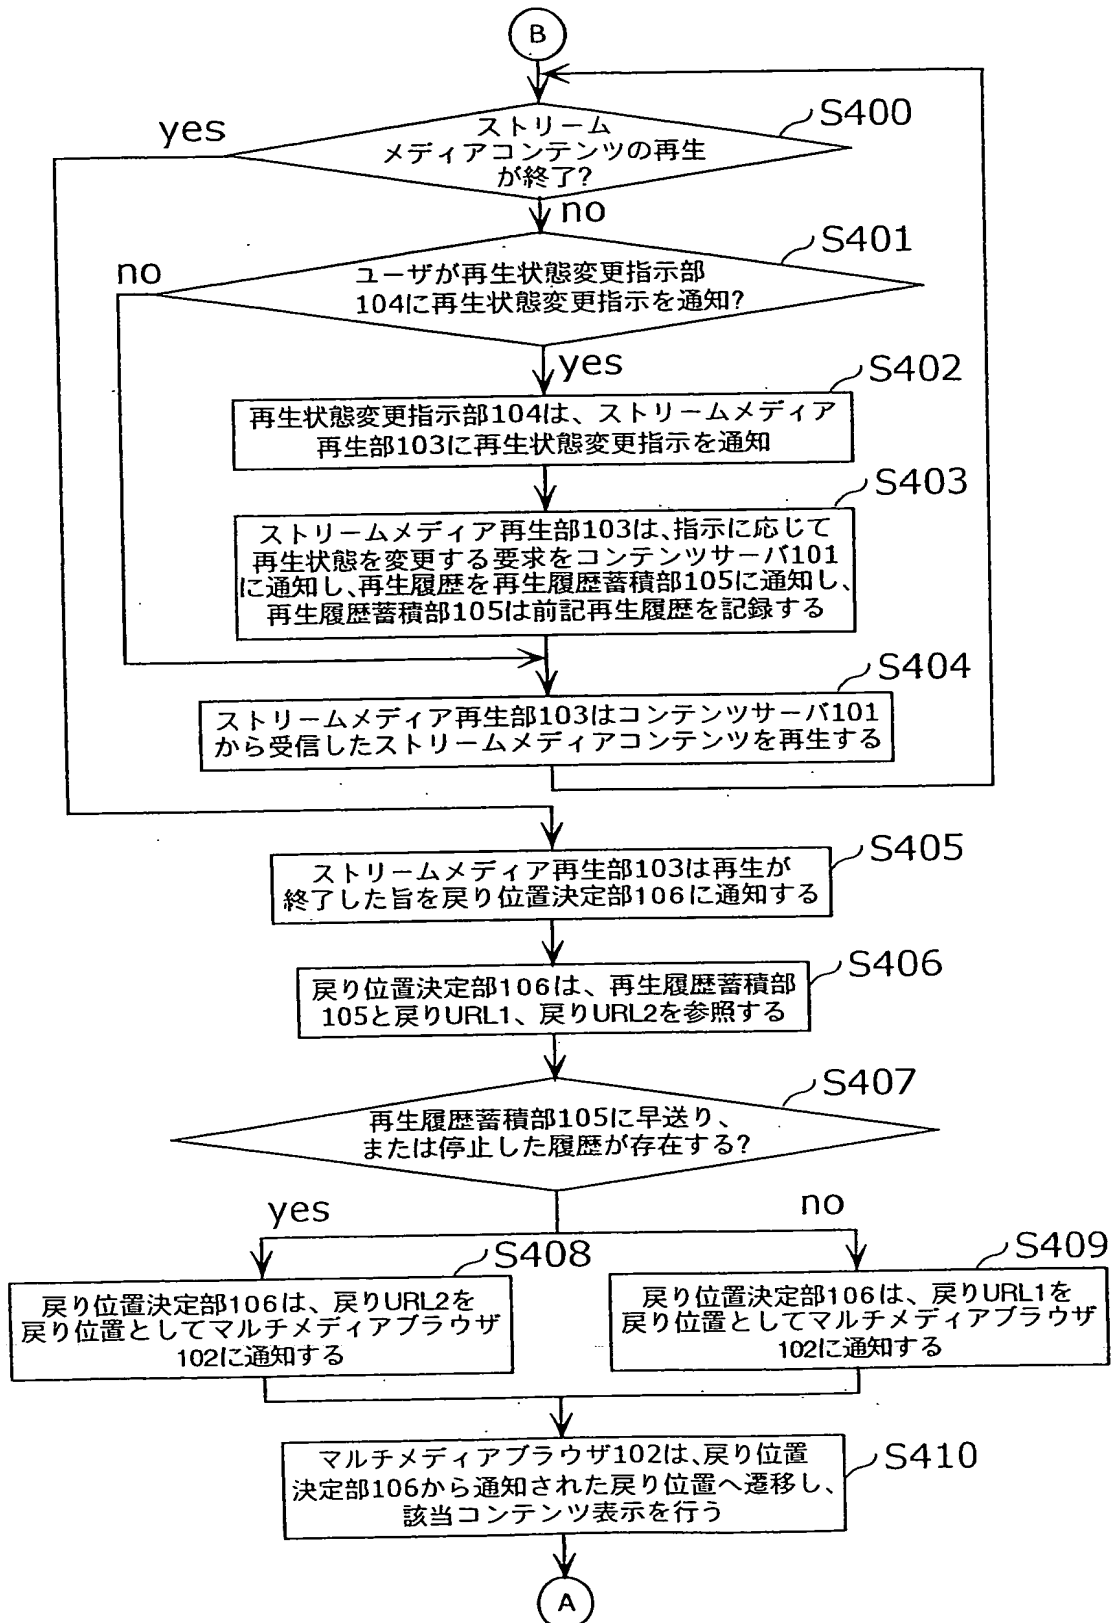 B
S400
yes
ストリーム
メディアコンテンツの再生
が終了?
no
S401
no
ユーザが再生状態変更指示部
104に再生状態変更指示を通知?
yes
S402
再生状態変更指示部104は、ストリームメディア
再生部103に再生状態変更指示を通知
S403
ストリームメディア再生部103は、指示に応じて
再生状態を変更する要求をコンテンツサーバ101
に通知し、再生履歴を再生履歴蓄積部105に通知し、
再生履歴蓄積部105は前記再生履歴を記録する
S404
ストリームメディア再生部103はコンテンツサーバ101
から受信したストリームメディアコンテンツを再生する
S405
ストリームメディア再生部103は再生が
終了した旨を戻り位置決定部106に通知する
S406
戻り位置決定部106は、再生履歴蓄積部
105と戻りURL1、戻りURL2を参照する
S407
再生履歴蓄積部105に早送り、
または停止した履歴が存在する?
yes
no
S408
戻り位置決定部106は、戻りURL2を
戻り位置としてマルチメディアブラウザ
102に通知する
S409
戻り位置決定部106は、戻りURL1を
戻り位置としてマルチメディアブラウザ
102に通知する
S410
マルチメディアブラウザ102は、戻り位置
決定部106から通知された戻り位置へ遷移し、
該当コンテンツ表示を行う
A